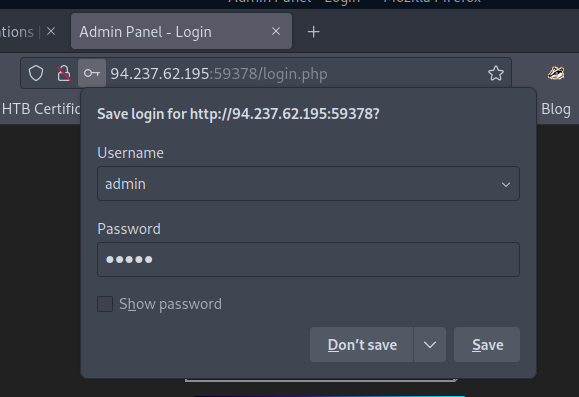 Admin Panel - Login — Mozilla Firefox
tions |
Admin Panel - Login
94.237.62.195:59378/login.php
HTB Certific
Blog
Save login for http://94.237.62.195:59378?
Username
admin
Password
●●●●●
Show password
Don't save
Save